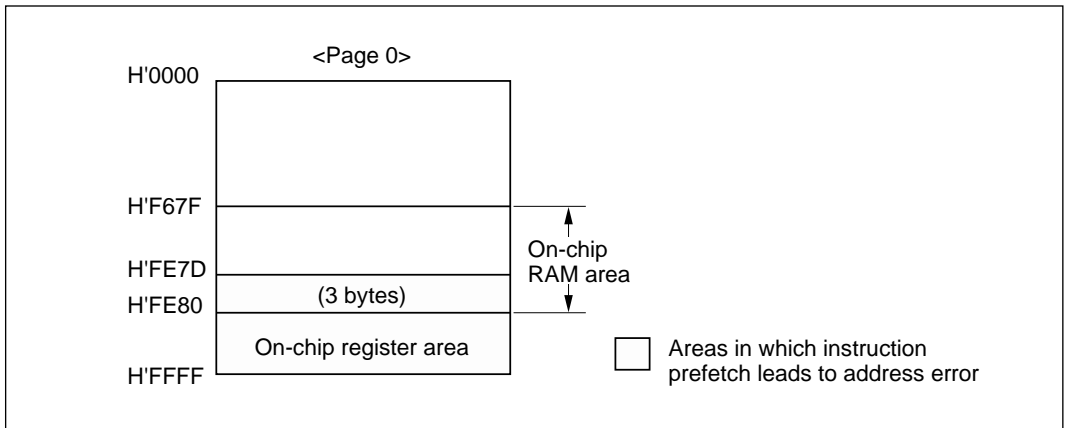 <Page 0>
H'0000
H'F67F
On-chip
RAM area
H'FE7D
(3 bytes)
H'FE80
On-chip register area
H'FFFF
Areas in which instruction
prefetch leads to address error